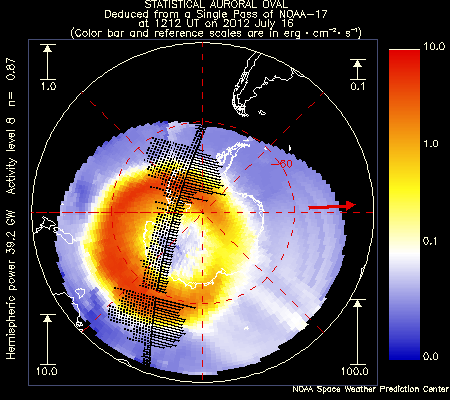 STATISTICAL AURORAL OVAL
Deduced from a Single Pass of NOAA-17
at 1212 UT on 2012 July 16
(Color bar and reference scales are in erg · cm⁻² · s⁻¹)
Hemispheric power 39.2 GW Activity level 8 n= 0.87
1.0
0.1
10.0
100.0
-60
10.0
1.0
0.1
0.0
NOAA Space Weather Prediction Center